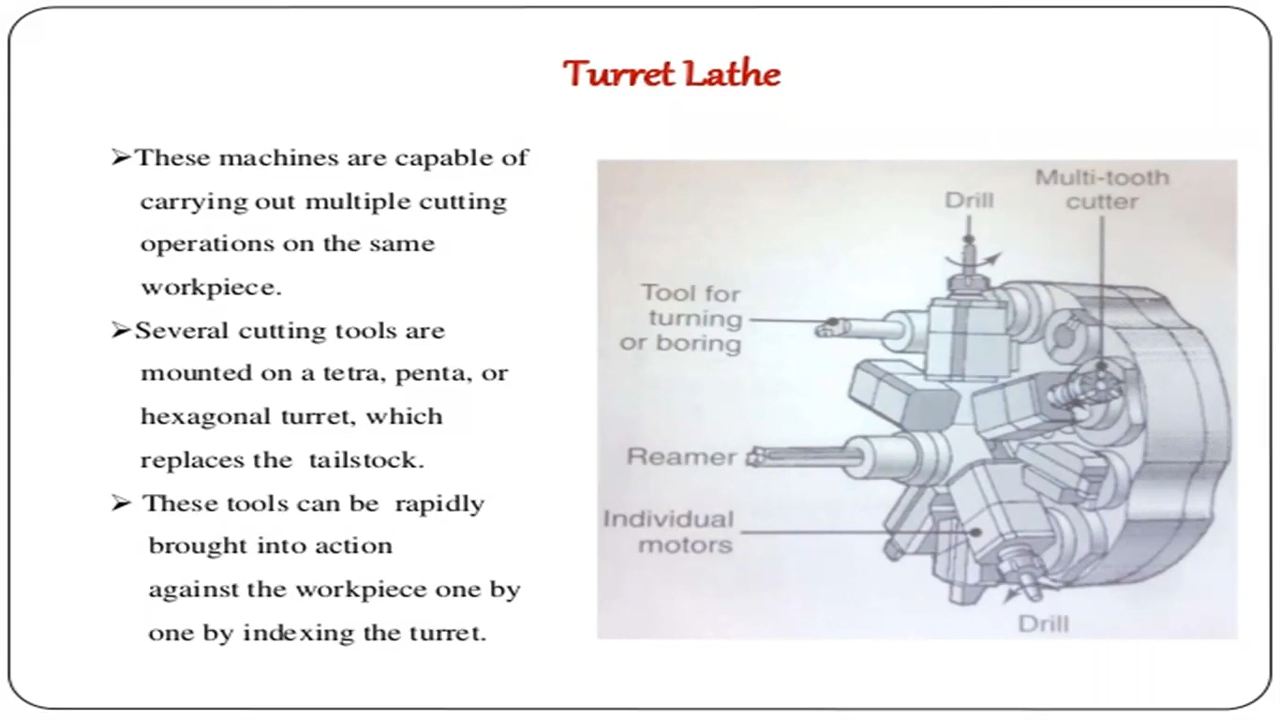 Turret Lathe
➢These machines are capable of
carrying out multiple cutting
operations on the same
workpiece.
➢Several cutting tools are
mounted on a tetra, penta, or
hexagonal turret, which
replaces the tailstock.
➢ These tools can be rapidly
brought into action
against the workpiece one by
one by indexing the turret.
Multi-tooth
cutter
Drill
Tool for
turning
or boring
Reamer
Individual
motors
Drill